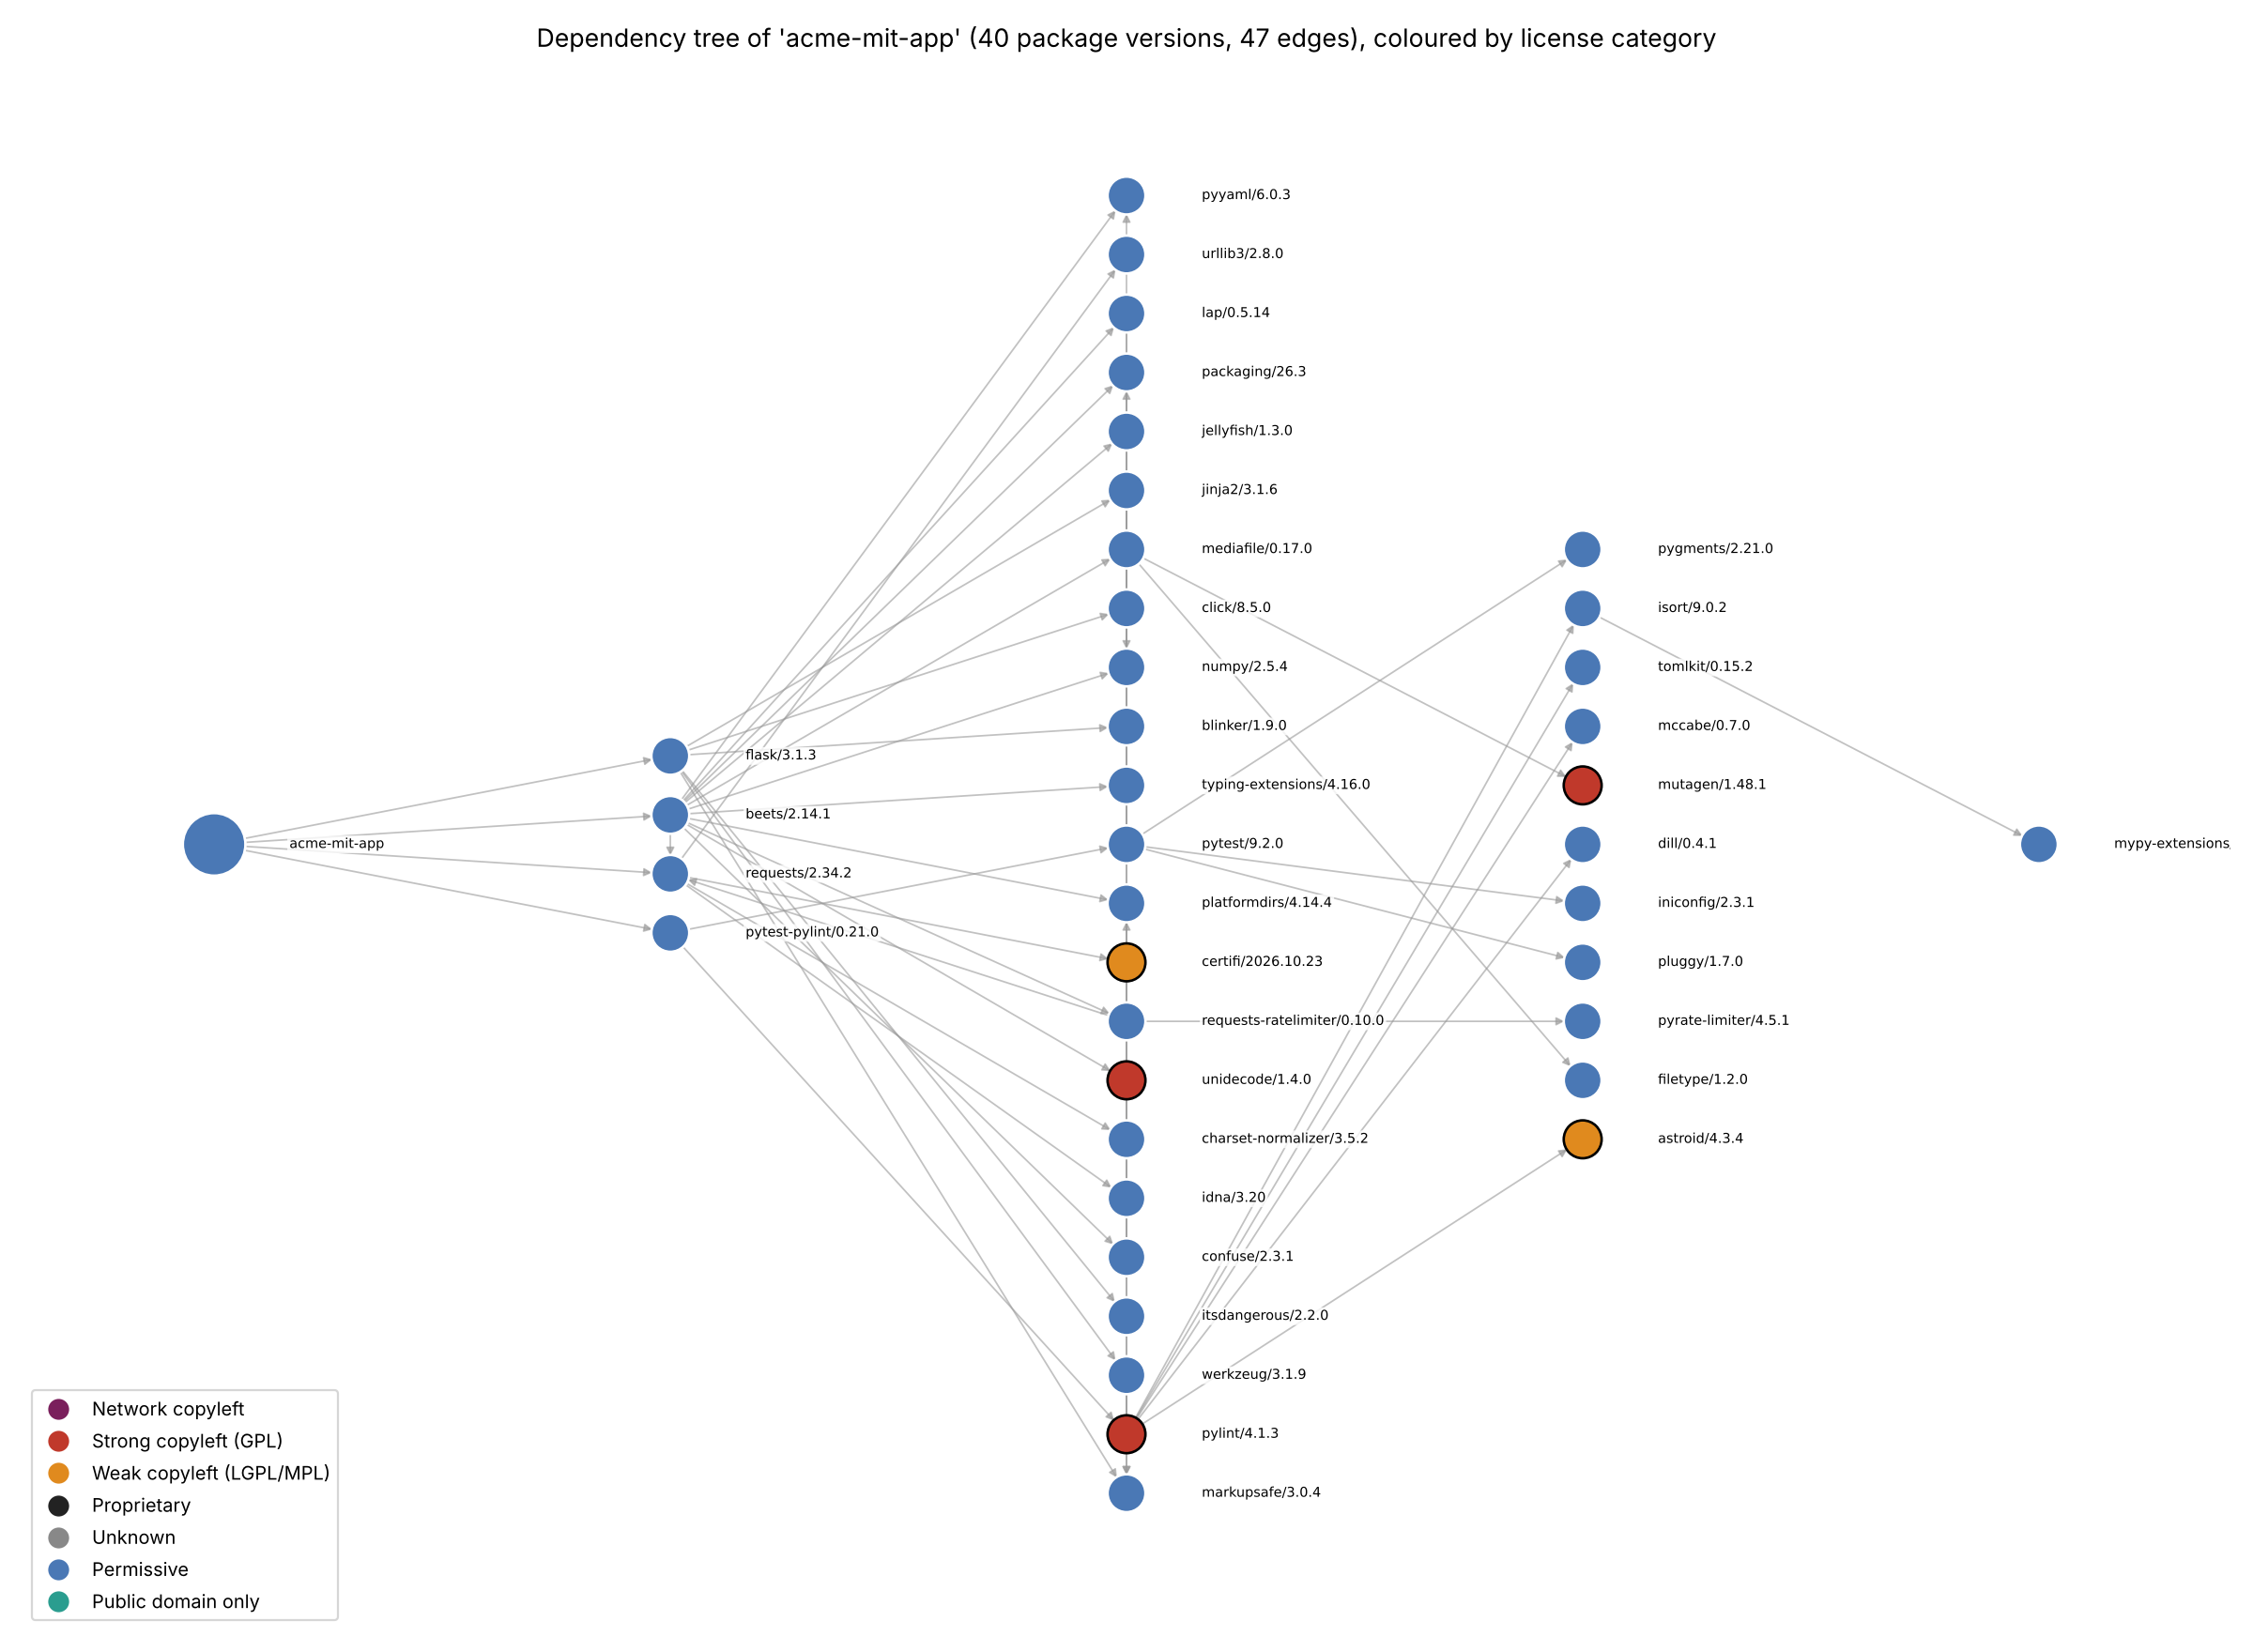 Dependency tree of 'acme-mit-app' (40 package versions, 47 edges), coloured by license category
acme-mit-app
flask/3.1.3
beets/2.14.1
requests/2.34.2
pytest-pylint/0.21.0
pyyaml/6.0.3
urllib3/2.8.0
lap/0.5.14
packaging/26.3
jellyfish/1.3.0
jinja2/3.1.6
mediafile/0.17.0
click/8.5.0
numpy/2.5.4
blinker/1.9.0
typing-extensions/4.16.0
pytest/9.2.0
platformdirs/4.14.4
certifi/2026.10.23
requests-ratelimiter/0.10.0
unidecode/1.4.0
charset-normalizer/3.5.2
idna/3.20
confuse/2.3.1
itsdangerous/2.2.0
werkzeug/3.1.9
pylint/4.1.3
markupsafe/3.0.4
pygments/2.21.0
isort/9.0.2
tomlkit/0.15.2
mccabe/0.7.0
mutagen/1.48.1
dill/0.4.1
iniconfig/2.3.1
pluggy/1.7.0
pyrate-limiter/4.5.1
filetype/1.2.0
astroid/4.3.4
mypy-extensions
Network copyleft
Strong copyleft (GPL)
Weak copyleft (LGPL/MPL)
Proprietary
Unknown
Permissive
Public domain only